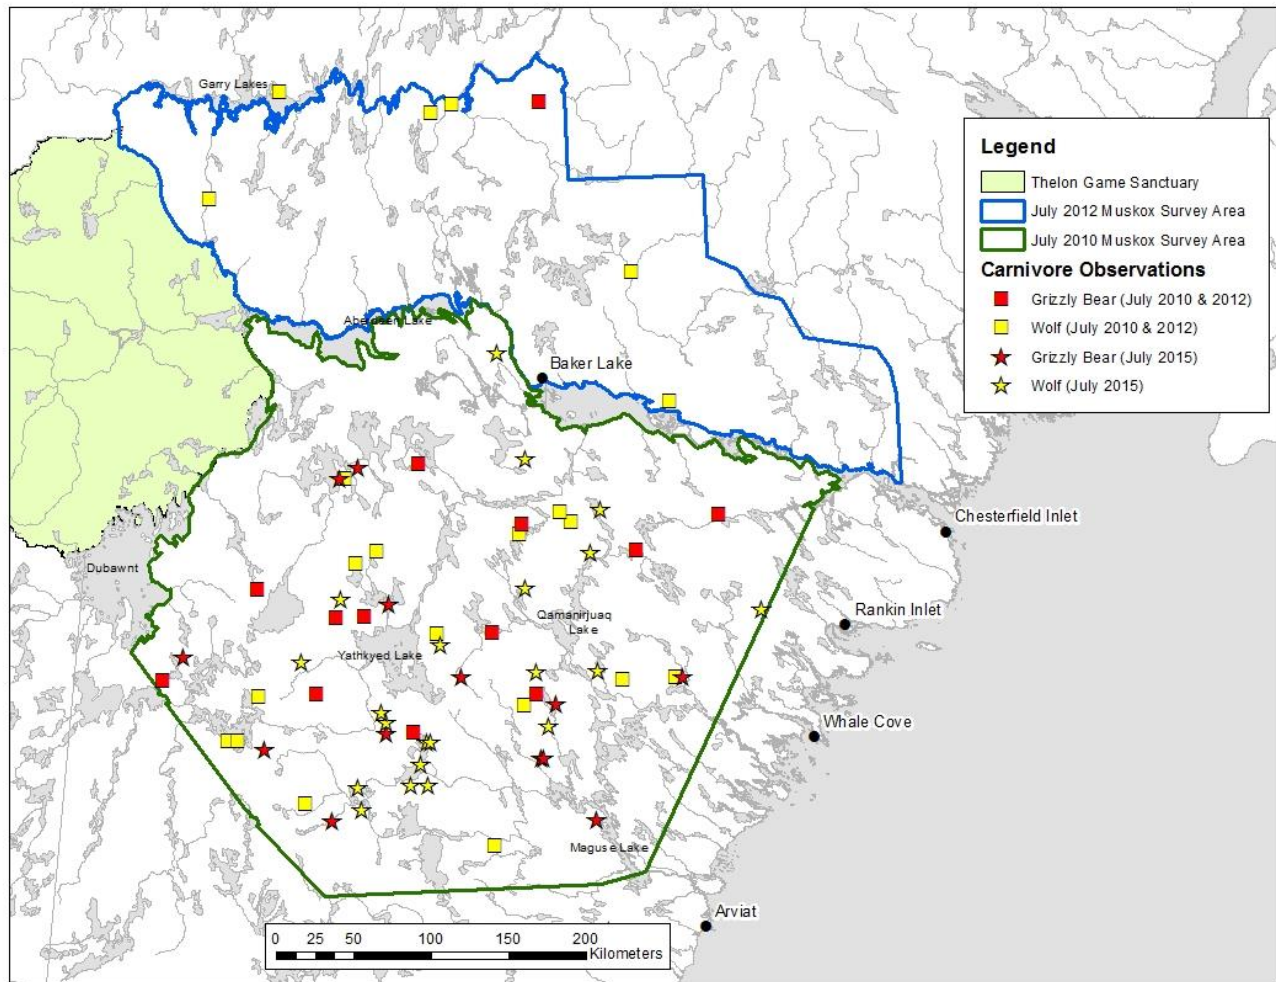 Garry Lakes
Legend
Thelon Game Sanctuary
July 2012 Muskox Survey Area
July 2010 Muskox Survey Area
Carnivore Observations
Grizzly Bear (July 2010 & 2012)
Wolf (July 2010 & 2012)
Grizzly Bear (July 2015)
Wolf (July 2015)
Aberdeen Lake
Baker Lake
Chesterfield Inlet
Dubawnt
Rankin Inlet
Qamanirjuaq
Lake
Yathkyed Lake
Whale Cove
Maguse Lake
Arviat
0 25 50 100 150 200
Kilometers